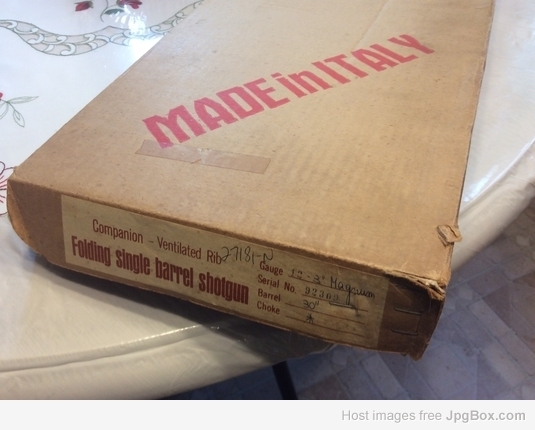 MADE in ITALY
Companion - Ventilated Rib 27181-N
Folding single barrel shotgun
Gauge 12 - 3" Magnum
Serial No.
Barrel 30"
Choke
Host images free JpgBox.com